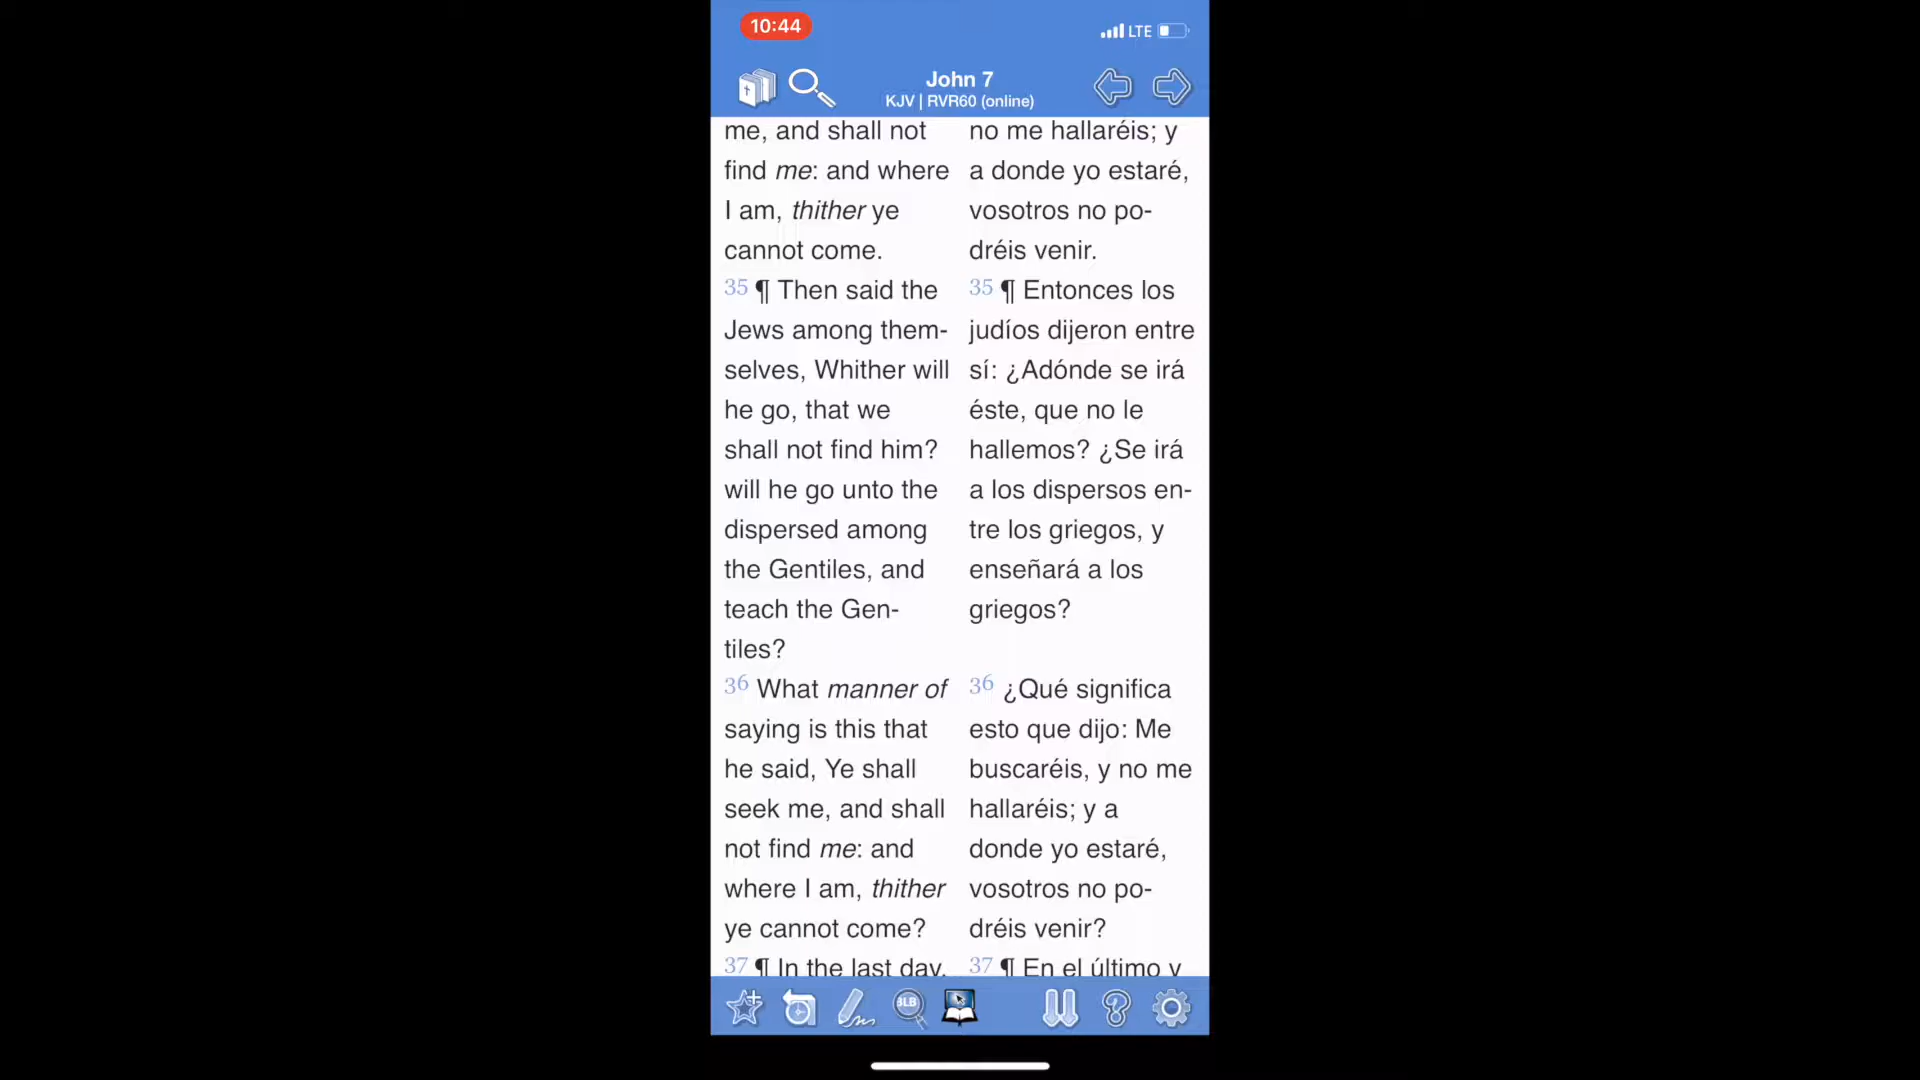 10:44
LTE
John 7
KJV | RVR60 (online)
me, and shall not
find me: and where
I am, thither ye
cannot come.
35 ¶ Then said the
Jews among them-
selves, Whither will
he go, that we
shall not find him?
will he go unto the
dispersed among
the Gentiles, and
teach the Gen-
tiles?
36 What manner of
saying is this that
he said, Ye shall
seek me, and shall
not find me: and
where I am, thither
ye cannot come?
37 ¶ In the last day,
no me hallaréis; y
a donde yo estaré,
vosotros no po-
dréis venir.
35 ¶ Entonces los
judíos dijeron entre
sí: ¿Adónde se irá
éste, que no le
hallemos? ¿Se irá
a los dispersos en-
tre los griegos, y
enseñará a los
griegos?
36 ¿Qué significa
esto que dijo: Me
buscaréis, y no me
hallaréis; y a
donde yo estaré,
vosotros no po-
dréis venir?
37 ¶ En el último y
BLB